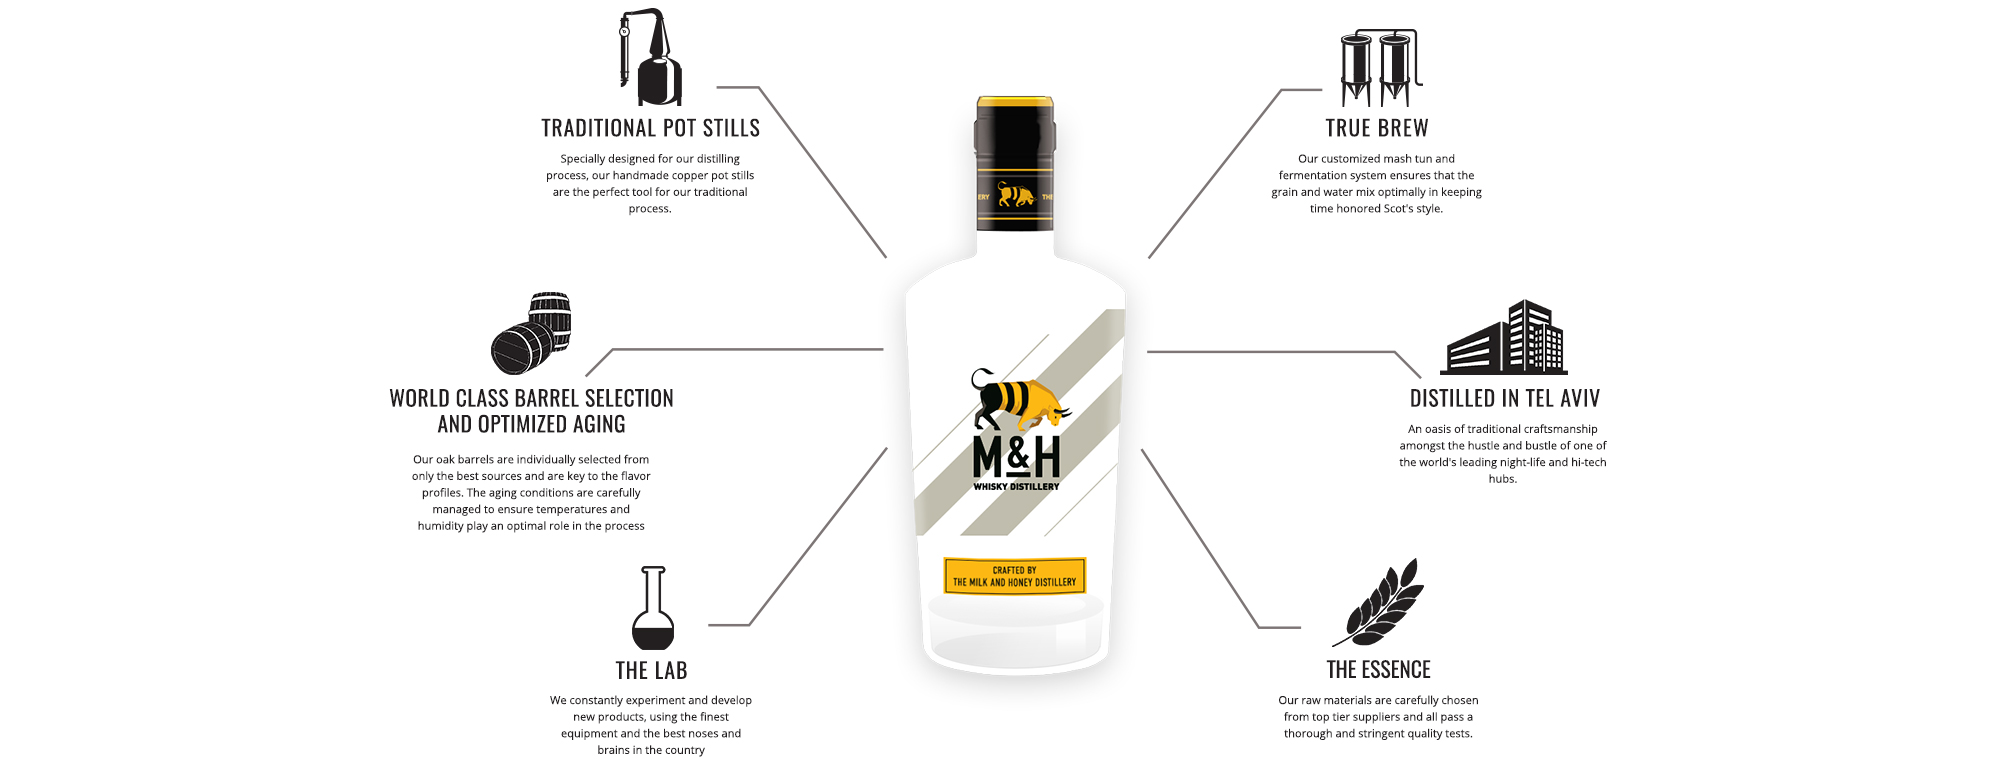 TRADITIONAL POT STILLS
Specially designed for our distilling
process, our handmade copper pot stills
are the perfect tool for our traditional
process.
TRUE BREW
Our customized mash tun and
fermentation system ensures that the
grain and water mix optimally in keeping
time honored Scot's style.
ERY
THE
WORLD CLASS BARREL SELECTION
AND OPTIMIZED AGING
Our oak barrels are individually selected from
only the best sources and are key to the flavor
profiles. The aging conditions are carefully
managed to ensure temperatures and
humidity play an optimal role in the process
M&H
WHISKY DISTILLERY
CRAFTED BY
THE MILK AND HONEY DISTILLERY
DISTILLED IN TEL AVIV
An oasis of traditional craftsmanship
amongst the hustle and bustle of one of
the world's leading night-life and hi-tech
hubs.
THE LAB
We constantly experiment and develop
new products, using the finest
equipment and the best noses and
brains in the country
THE ESSENCE
Our raw materials are carefully chosen
from top tier suppliers and all pass a
thorough and stringent quality tests.